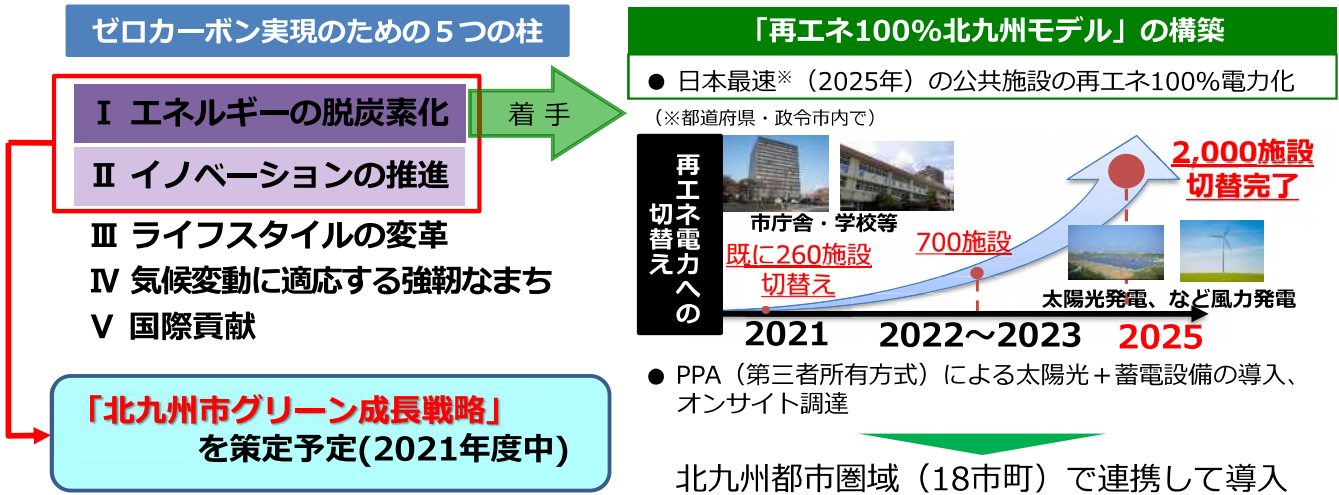 ゼロカーボン実現のための５つの柱
Ⅰ エネルギーの脱炭素化
Ⅱ イノベーションの推進
Ⅲ ライフスタイルの変革
Ⅳ 気候変動に適応する強靭なまち
Ⅴ 国際貢献
着 手
「北九州市グリーン成長戦略」
を策定予定(2021年度中)
「再エネ100%北九州モデル」の構築
● 日本最速※（2025年）の公共施設の再エネ100%電力化
（※都道府県・政令市内で）
再エネ電力への
切替え
市庁舎・学校等
既に260施設
切替え
700施設
2,000施設
切替完了
太陽光発電、など風力発電
2021
2022～2023
2025
● PPA（第三者所有方式）による太陽光＋蓄電設備の導入、
オンサイト調達
北九州都市圏域（18市町）で連携して導入